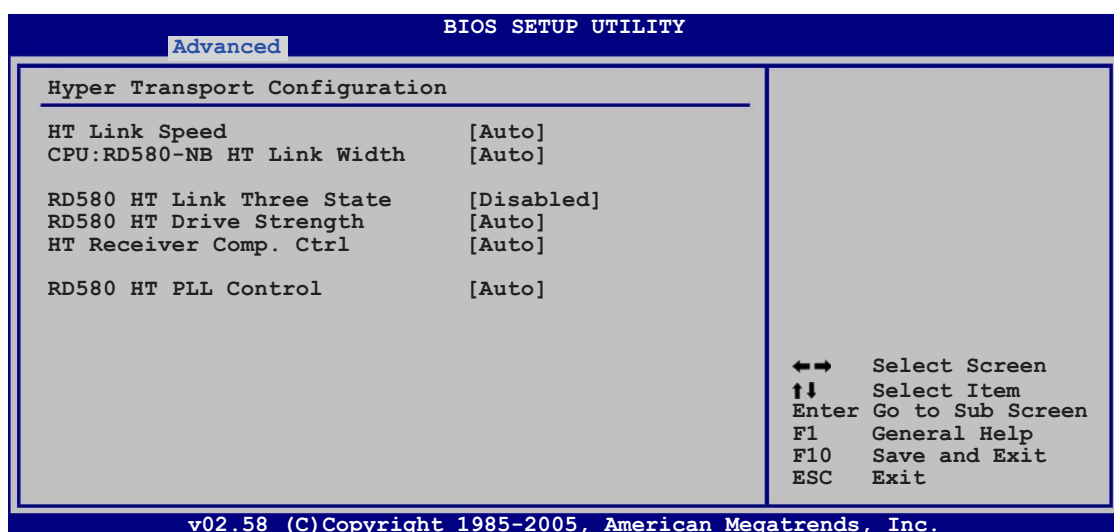 BIOS SETUP UTILITY
Advanced
Hyper Transport Configuration
HT Link Speed [Auto]
CPU:RD580-NB HT Link Width [Auto]
RD580 HT Link Three State [Disabled]
RD580 HT Drive Strength [Auto]
HT Receiver Comp. Ctrl [Auto]
RD580 HT PLL Control [Auto]
←→ Select Screen
↑↓ Select Item
Enter Go to Sub Screen
F1 General Help
F10 Save and Exit
ESC Exit
v02.58 (C)Copyright 1985-2005, American Megatrends, Inc.